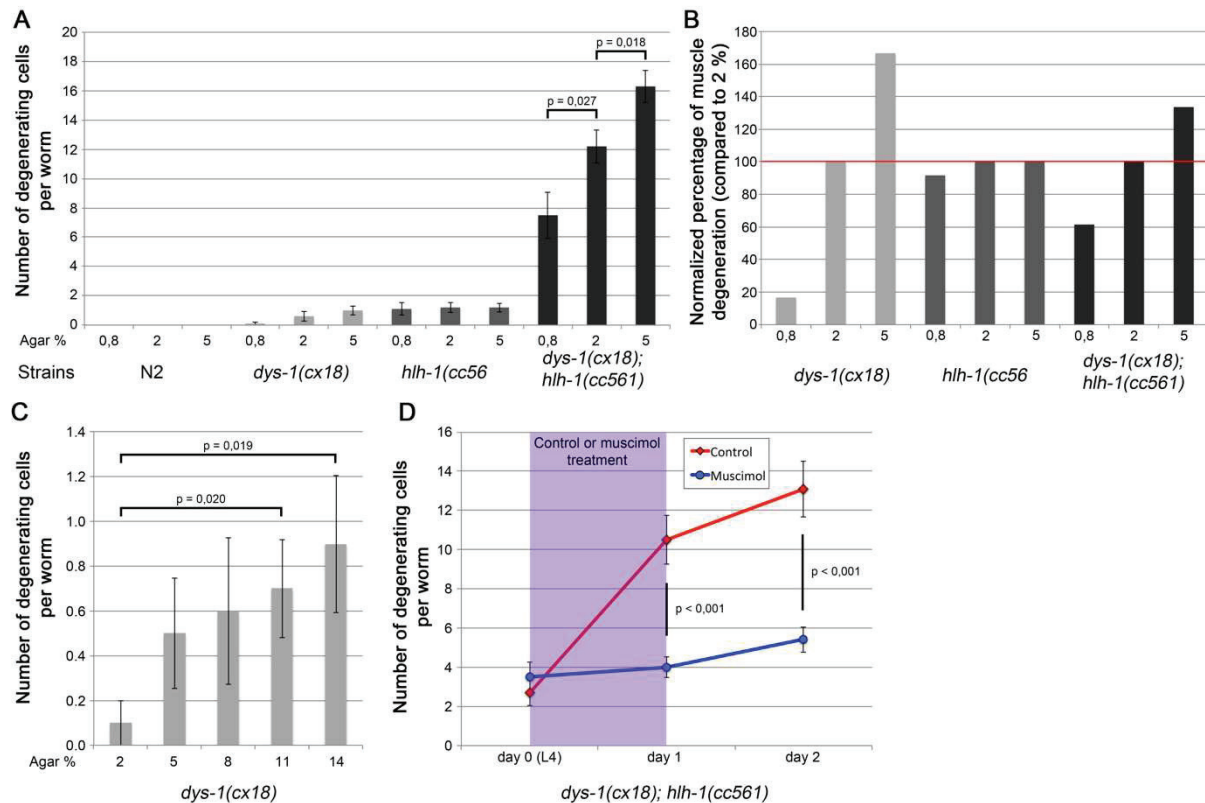 A
Number of degenerating cells
per worm
20
18
16
14
12
10
8
6
4
2
0
p = 0,018
p = 0,027
Agar % 0,8 2 5 0,8 2 5 0,8 2 5 0,8 2 5
Strains N2 dys-1(cx18) hlh-1(cc56 dys-1(cx18);
hlh-1(cc561)
B
Normalized percentage of muscle
degeneration (compared to 2 %)
180
160
140
120
100
80
60
40
20
0
0,8 2 5 0,8 2 5 0,8 2 5
dys-1(cx18) hlh-1(cc56 dys-1(cx18);
hlh-1(cc561)
C
Number of degenerating cells
per worm
1.4
1.2
1.0
0.8
0.6
0.4
0.2
0.0
p = 0,019
p = 0,020
Agar % 2 5 8 11 14
dys-1(cx18)
D
Number of degenerating cells
per worm
16
14
12
10
8
6
4
2
0
Control or muscimol
treatment
Control
Muscimol
p < 0,001
p < 0,001
day 0 (L4) day 1 day 2
dys-1(cx18); hlh-1(cc561)